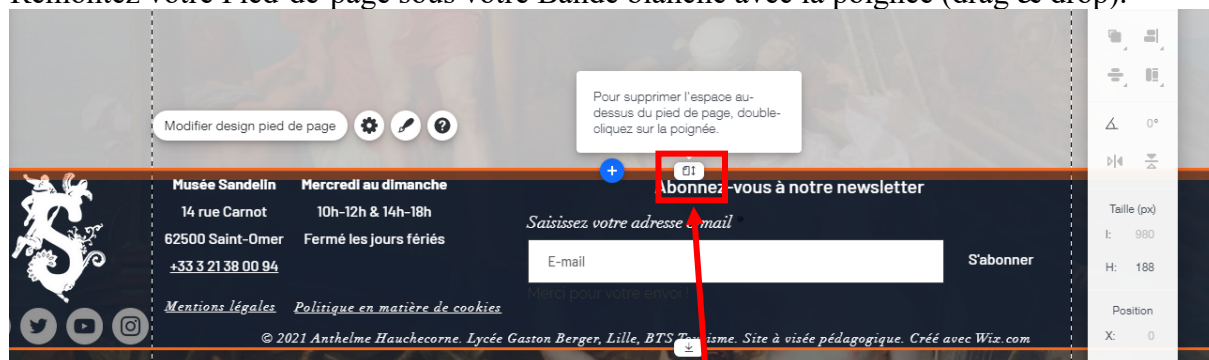 Remontez votre Pied-de-page sous votre Bande blanche avec la poignée (drag & drop).
Pour supprimer l'espace au-
dessus du pied de page, double-
cliquez sur la poignée.
Modifier design pied de page
0°
Musée Sandelin
Mercredi au dimanche
Abonnez-vous à notre newsletter
14 rue Carnot
10h-12h & 14h-18h
Saisissez votre adresse e-mail *
62500 Saint-Omer
Fermé les jours fériés
E-mail
S'abonner
+33 3 21 38 00 94
Merci pour votre envoi !
Mentions légales
Politique en matière de cookies
© 2021 Anthelme Hauchecorne. Lycée Gaston Berger, Lille, BTS Tourisme. Site à visée pédagogique. Créé avec Wix.com
Taille (px)
l: 980
H: 188
Position
X: 0